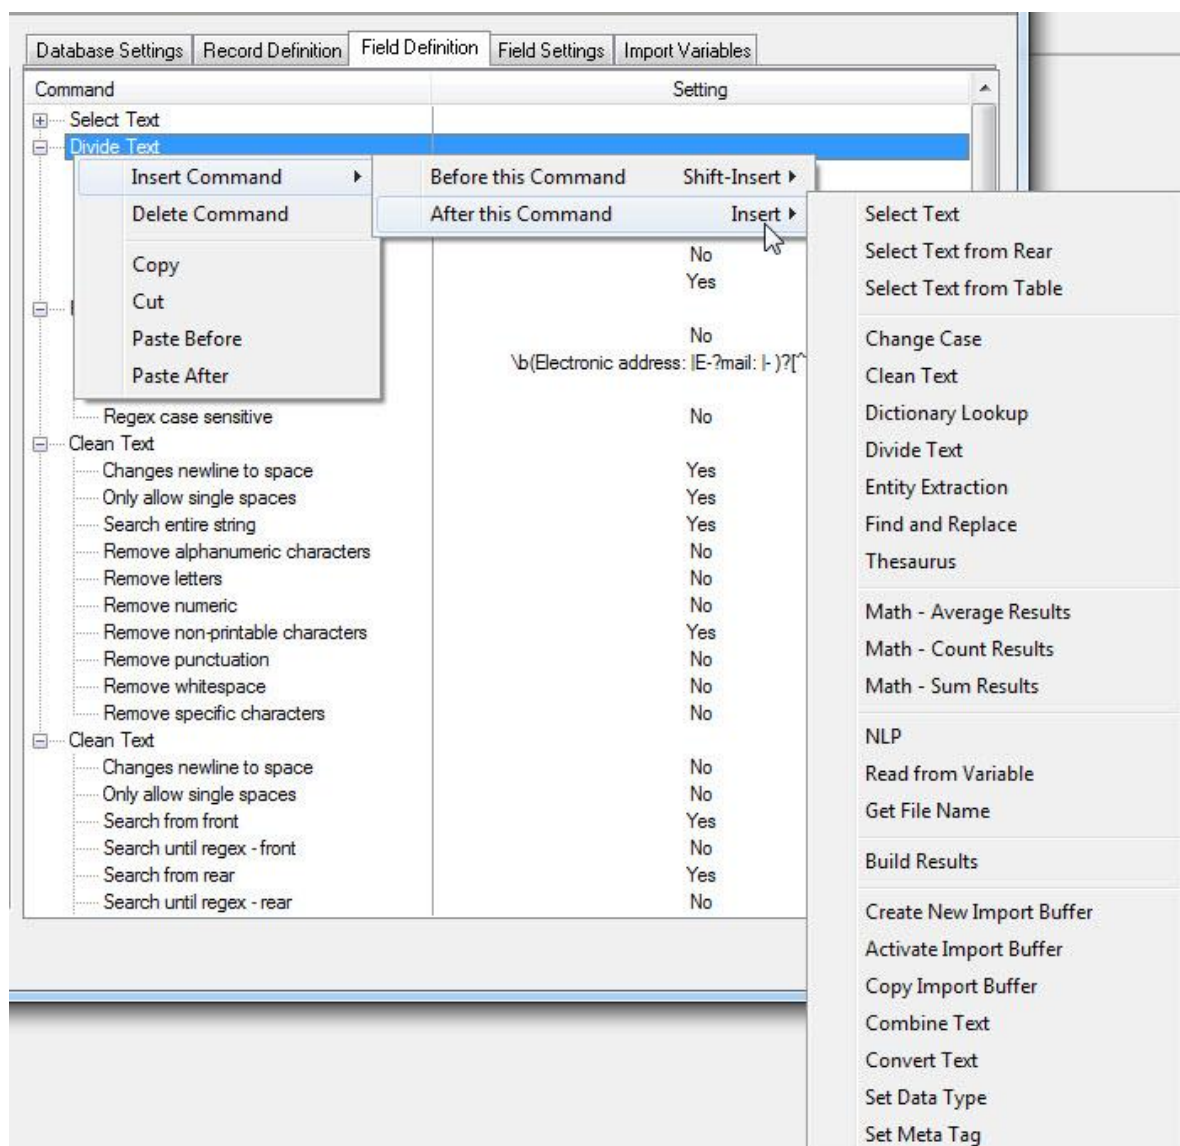 Database Settings Record Definition Field Definition Field Settings Import Variables
Command Setting
Select Text
Divide Text
Insert Command
Delete Command
Copy
Cut
Paste Before
Paste After
Before this Command Shift-Insert
After this Command Insert
No
Yes
No
\b(Electronic address: |E-?mail: |- )?[^
Regex case sensitive No
Clean Text
Changes newline to space Yes
Only allow single spaces Yes
Search entire string Yes
Remove alphanumeric characters No
Remove letters No
Remove numeric No
Remove non-printable characters Yes
Remove punctuation No
Remove whitespace No
Remove specific characters No
Clean Text
Changes newline to space No
Only allow single spaces No
Search from front Yes
Search until regex - front No
Search from rear Yes
Search until regex - rear No
Select Text
Select Text from Rear
Select Text from Table
Change Case
Clean Text
Dictionary Lookup
Divide Text
Entity Extraction
Find and Replace
Thesaurus
Math - Average Results
Math - Count Results
Math - Sum Results
NLP
Read from Variable
Get File Name
Build Results
Create New Import Buffer
Activate Import Buffer
Copy Import Buffer
Combine Text
Convert Text
Set Data Type
Set Meta Tag